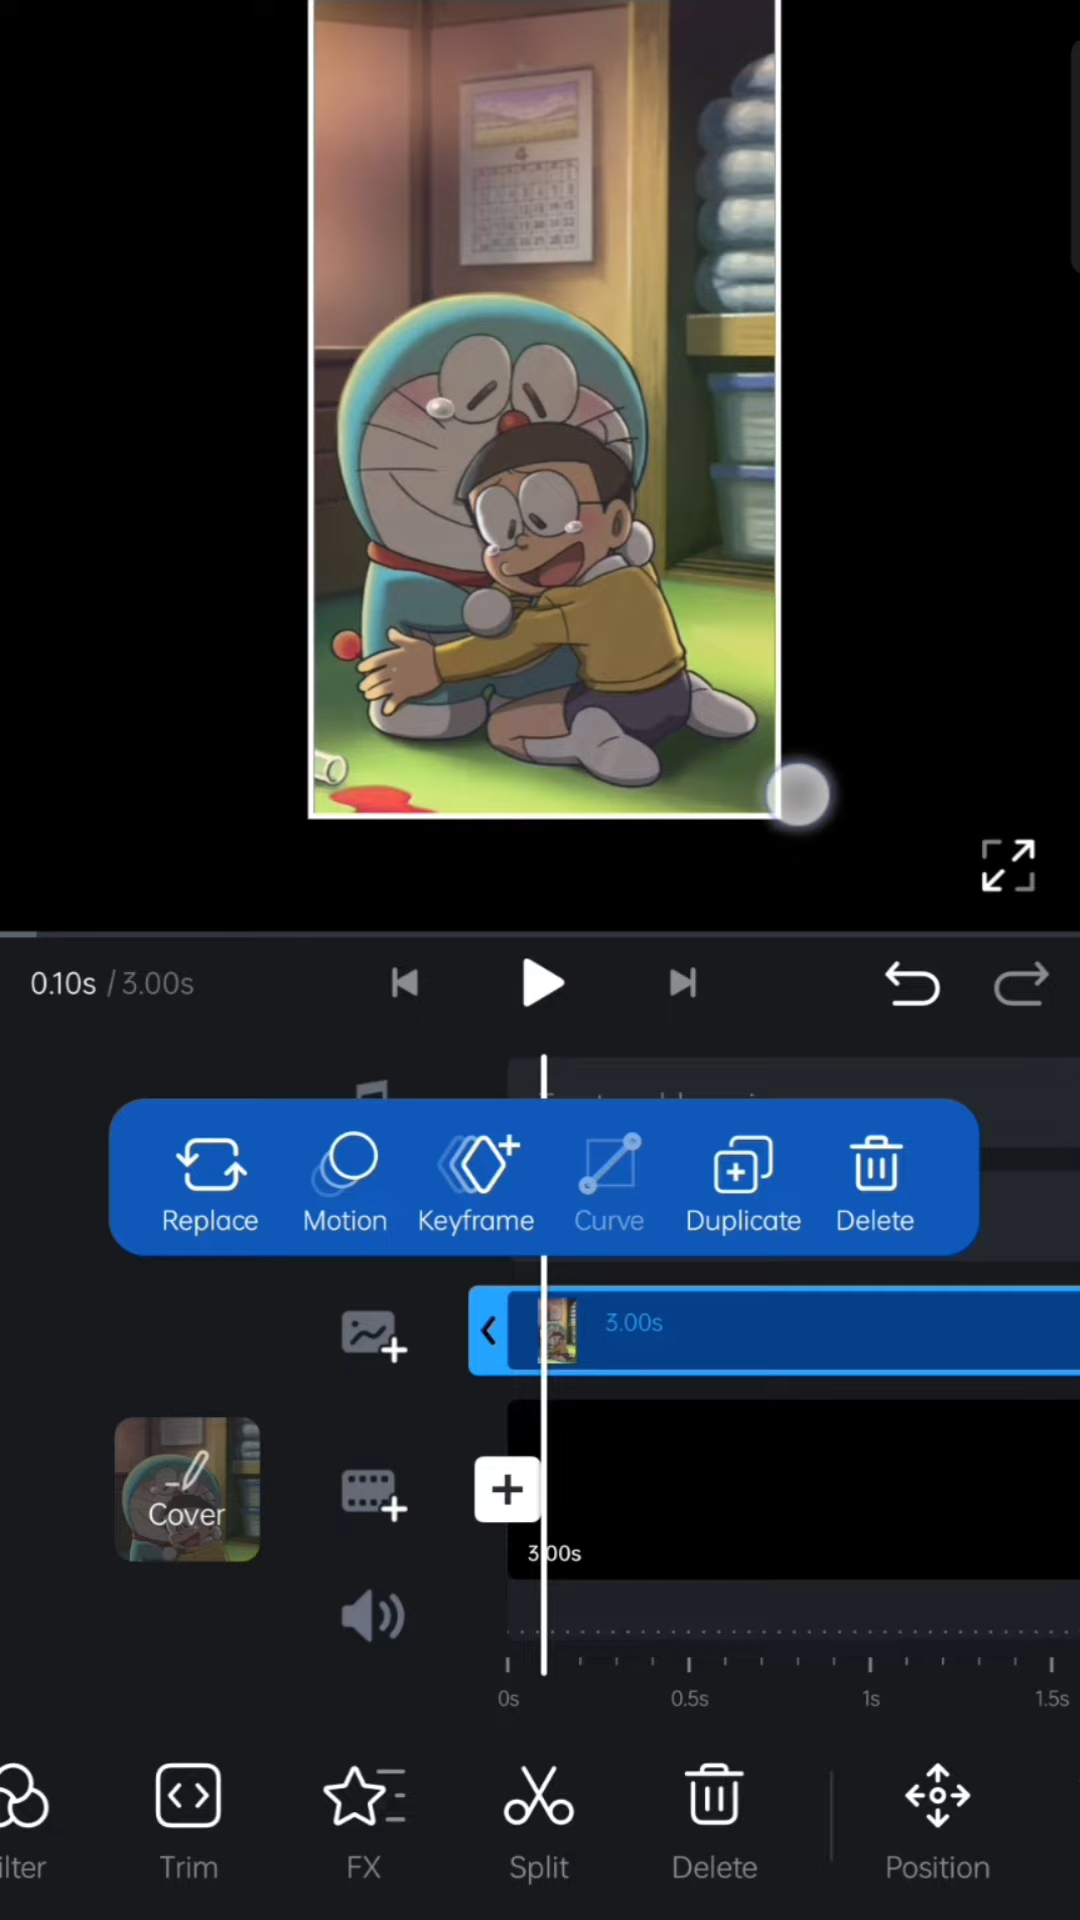 0.10s / 3.00s
Replace Motion Keyframe Curve Duplicate Delete
3.00s
Cover
3.00s
0s 0.5s 1s 1.5s
ilter Trim FX Split Delete Position